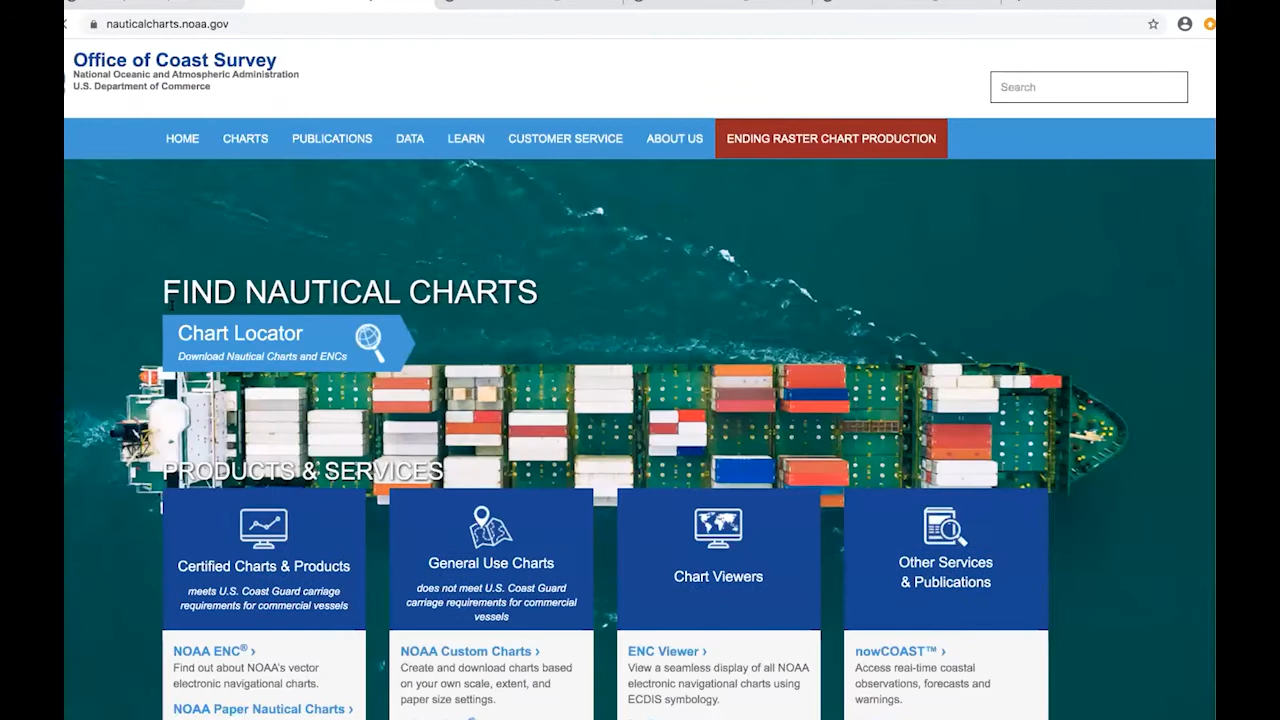 nauticalcharts.noaa.gov
Office of Coast Survey
National Oceanic and Atmospheric Administration
U.S. Department of Commerce
Search
HOME CHARTS PUBLICATIONS DATA LEARN CUSTOMER SERVICE ABOUT US ENDING RASTER CHART PRODUCTION
FIND NAUTICAL CHARTS
Chart Locator
Download Nautical Charts and ENCs
PRODUCTS & SERVICES
Certified Charts & Products
meets U.S. Coast Guard carriage
requirements for commercial vessels
General Use Charts
does not meet U.S. Coast Guard
carriage requirements for commercial
vessels
Chart Viewers
Other Services
& Publications
NOAA ENC® ›
Find out about NOAA's vector
electronic navigational charts.
NOAA Paper Nautical Charts ›
NOAA Custom Charts ›
Create and download charts based
on your own scale, extent, and
paper size settings.
ENC Viewer ›
View a seamless display of all NOAA
electronic navigational charts using
ECDIS symbology.
nowCOAST™ ›
Access real-time coastal
observations, forecasts and
warnings.